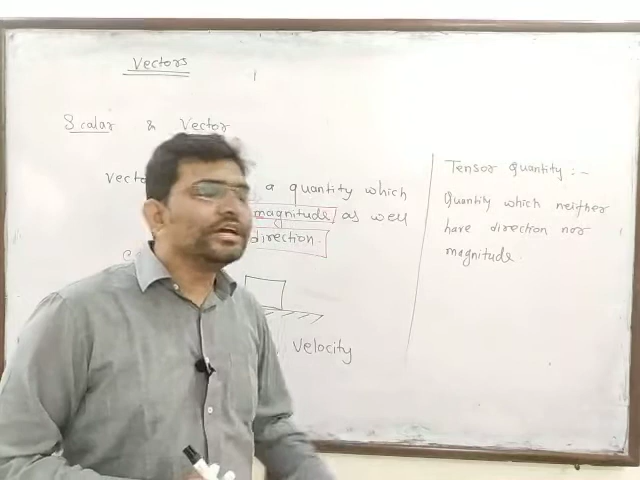 Vectors
Scalar & Vector
a quantity which
magnitude as well
direction.
Velocity
Tensor Quantity :-
Quantity which neither
have direction nor
magnitude.